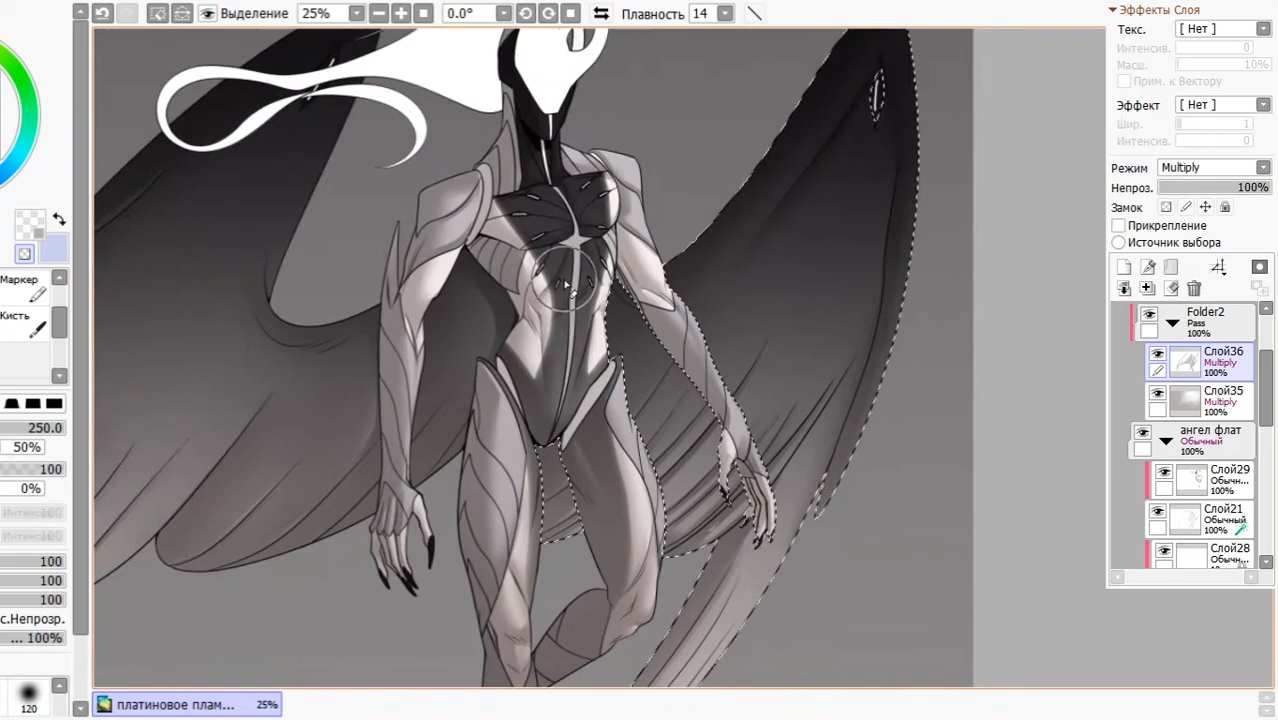 Выделение 25% 0.0° Плавность 14
Маркер
Кисть
250.0
50%
100
0%
100
100
100
с.Непрозр.
... 100%
120
Эффекты Слоя
Текс. [ Нет ]
Интенсив. 0
Масш. 10%
Прим. к Вектору
Эффект [ Нет ]
Шир. 1
Интенсив. 0
Режим Multiply
Непроз. 100%
Замок
Прикрепление
Источник выбора
Folder2
Pass
100%
Слой36
Multiply
100%
Слой35
Multiply
100%
ангел флат
Обычный
100%
Слой29
Обычн...
100%
Слой21
Обычный
100%
Слой28
Обычн...
платиновое плам... 25%